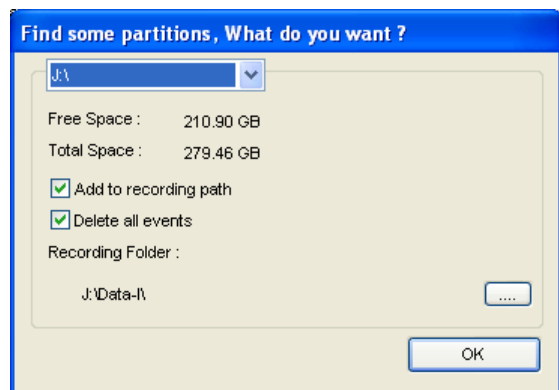 Find some partitions, What do you want ?
J:\
Free Space : 210.90 GB
Total Space : 279.46 GB
Add to recording path
Delete all events
Recording Folder :
J:\Data-I\
....
OK